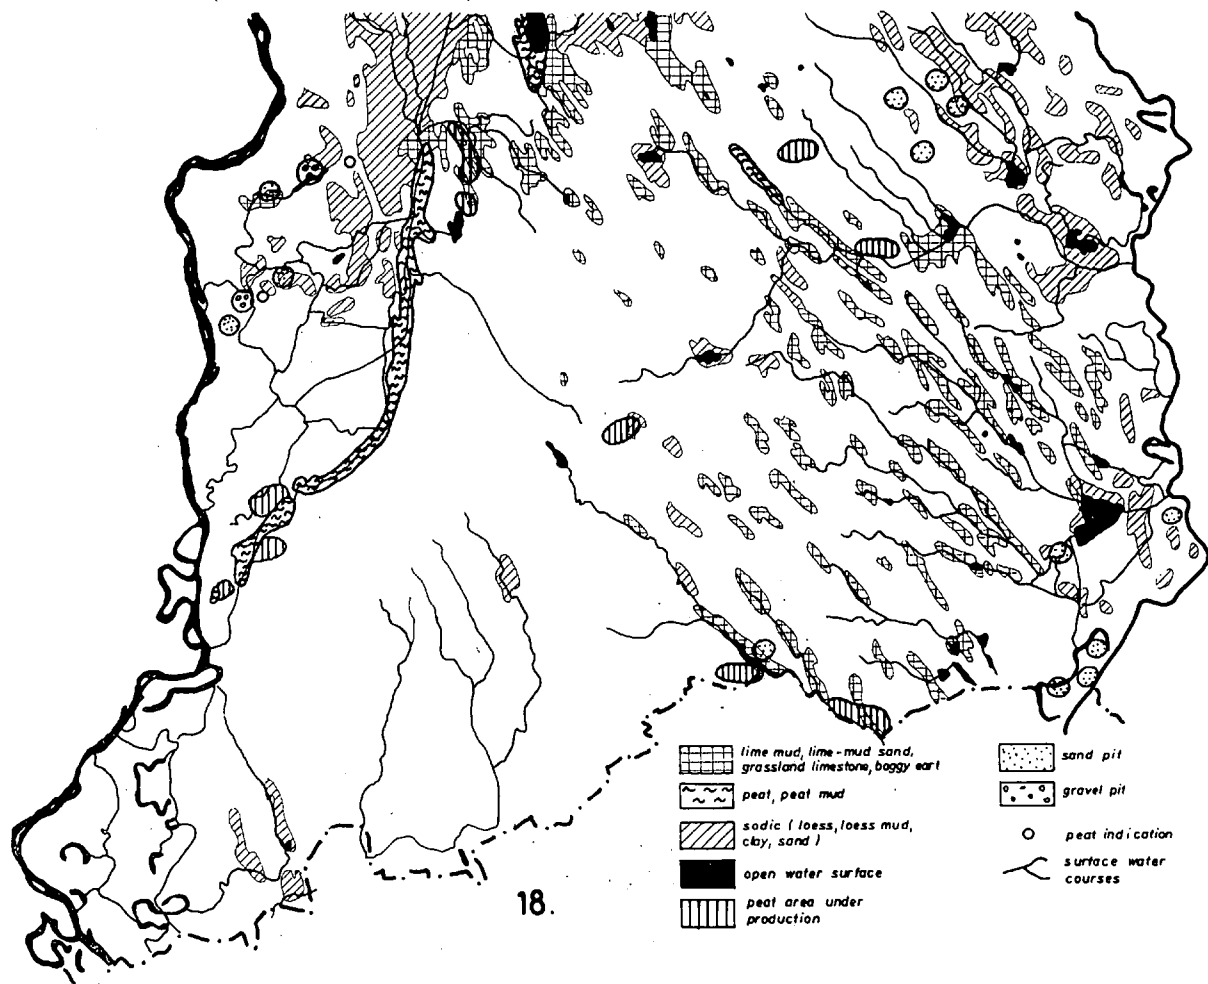 lime mud, lime-mud sand,
grassland limestone, boggy eart
peat, peat mud
sodic (loess, loess mud,
clay, sand)
open water surface
peat area under
production
sand pit
gravel pit
peat indication
surface water
courses
18.